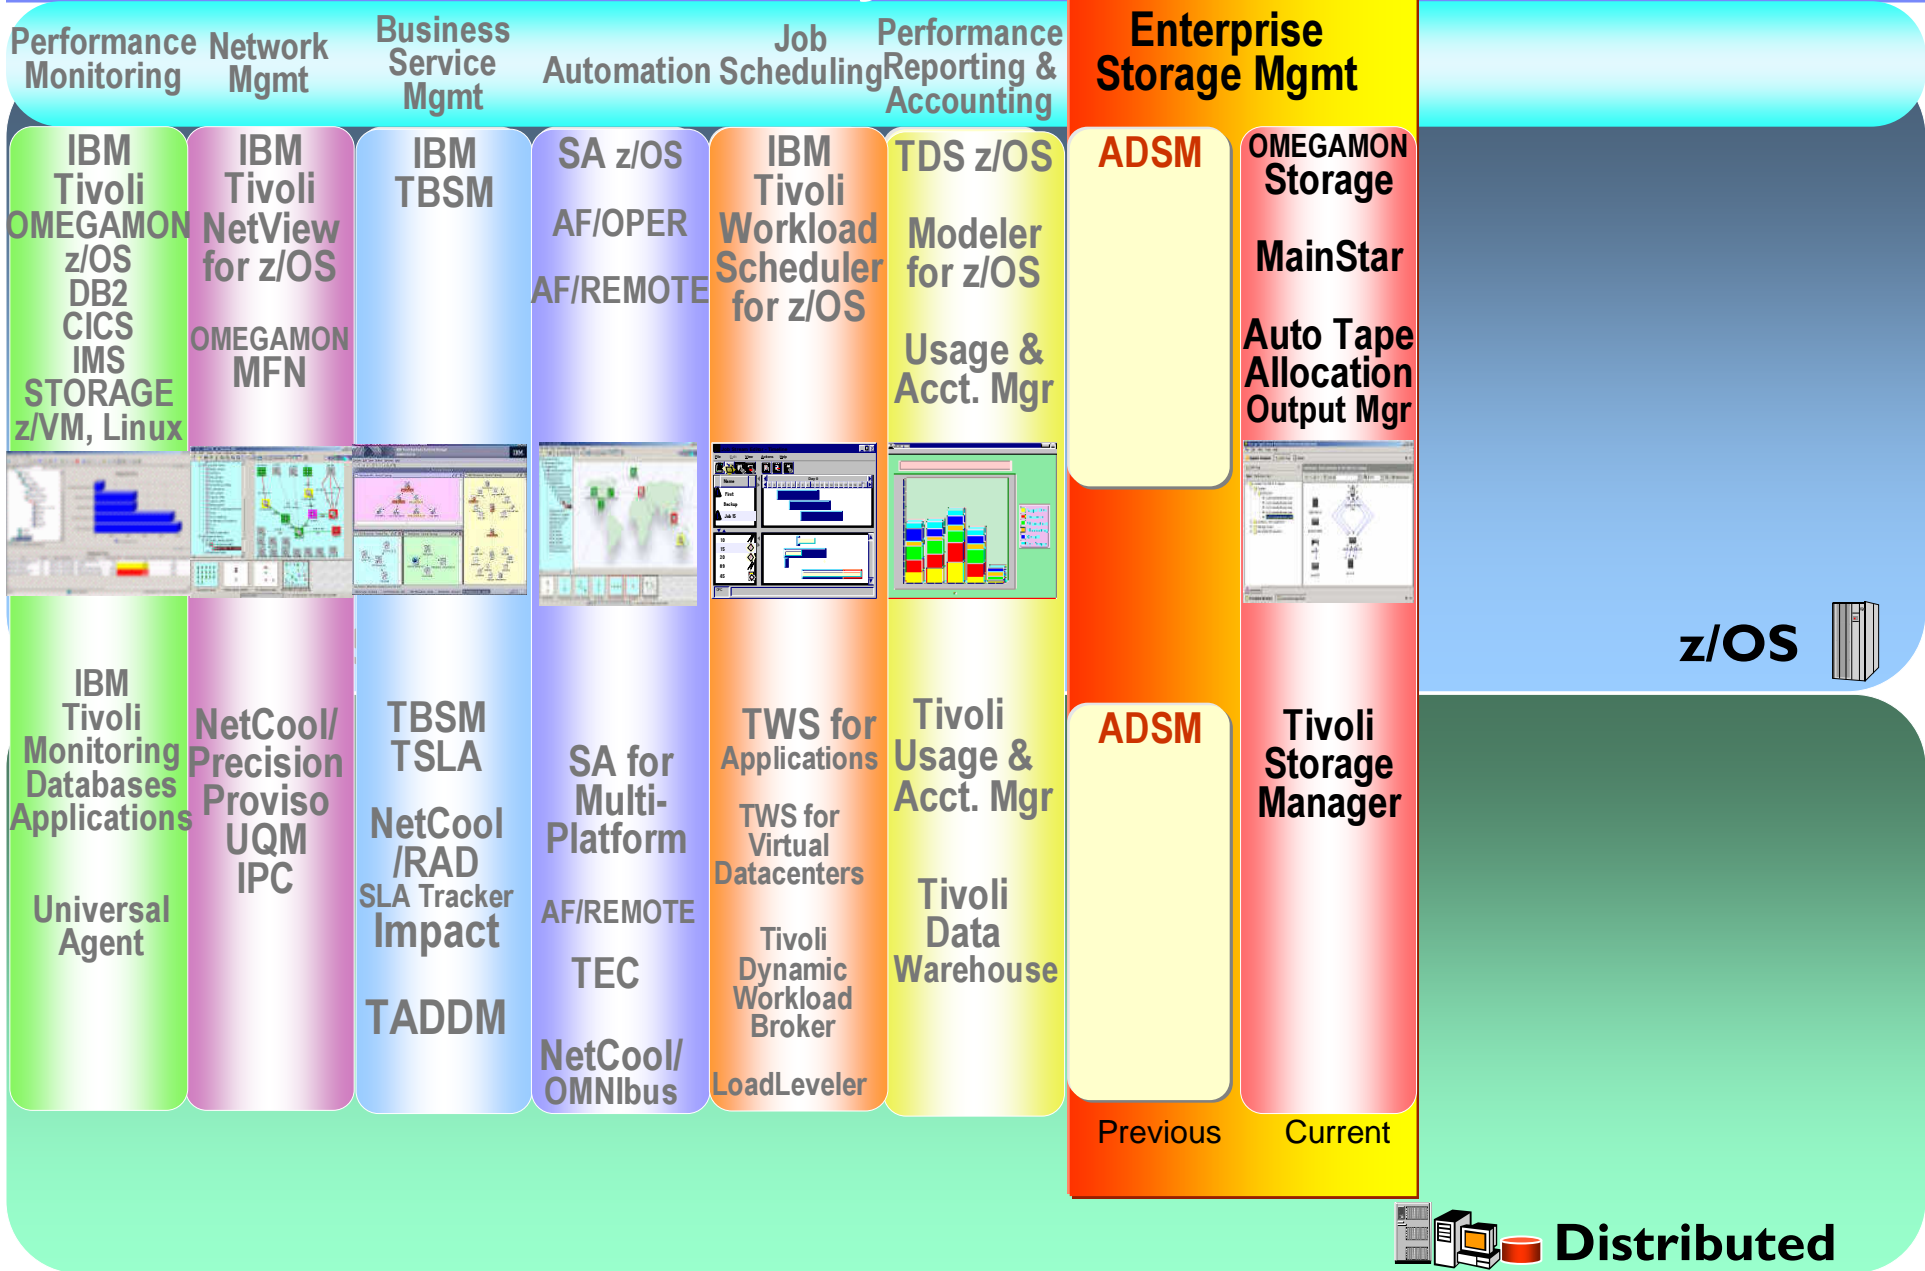 Performance
Monitoring
Network
Mgmt
Business
Service
Mgmt
Automation
Job
Scheduling
Performance
Reporting &
Accounting
Enterprise
Storage Mgmt
IBM
Tivoli
OMEGAMON
z/OS
DB2
CICS
IMS
STORAGE
z/VM, Linux
IBM
Tivoli
NetView
for z/OS
OMEGAMON
MFN
IBM
TBSM
SA z/OS
AF/OPER
AF/REMOTE
IBM
Tivoli
Workload
Scheduler
for z/OS
TDS z/OS
Modeler
for z/OS
Usage &
Acct. Mgr
ADSM
OMEGAMON
Storage
MainStar
Auto Tape
Allocation
Output Mgr
z/OS
IBM
Tivoli
Monitoring
Databases
Applications
Universal
Agent
NetCool/
Precision
Proviso
UQM
IPC
TBSM
TSLA
NetCool
/RAD
SLA Tracker
Impact
TADDM
SA for
Multi-
Platform
AF/REMOTE
TEC
NetCool/
OMNIbus
TWS for
Applications
TWS for
Virtual
Datacenters
Tivoli
Dynamic
Workload
Broker
LoadLeveler
Tivoli
Usage &
Acct. Mgr
Tivoli
Data
Warehouse
ADSM
Tivoli
Storage
Manager
Previous
Current
Distributed